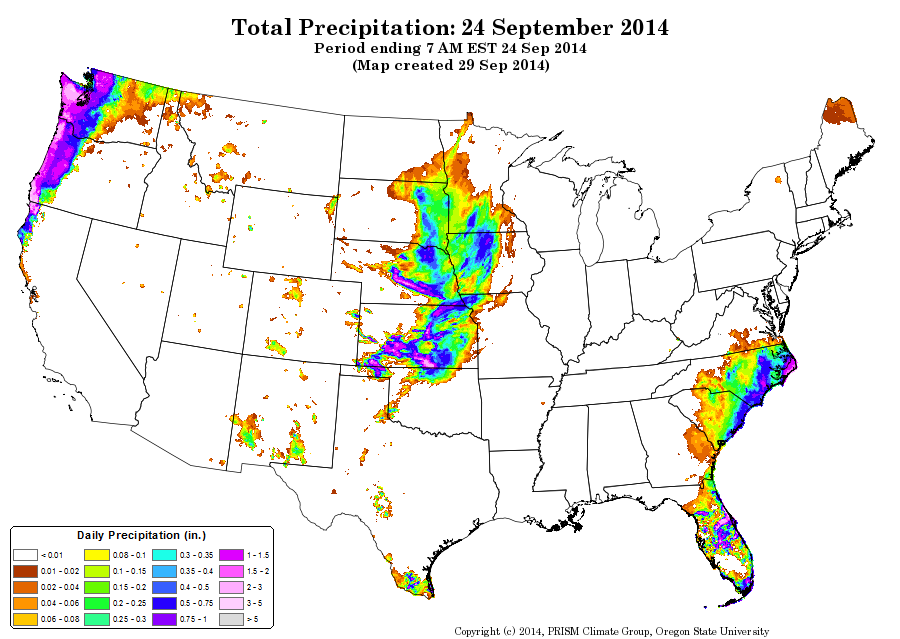 Total Precipitation: 24 September 2014
Period ending 7 AM EST 24 Sep 2014
(Map created 29 Sep 2014)
Daily Precipitation (in.)
< 0.01 0.08 - 0.1 0.3 - 0.35 1 - 1.5
0.01 - 0.02 0.1 - 0.15 0.35 - 0.4 1.5 - 2
0.02 - 0.04 0.15 - 0.2 0.4 - 0.5 2 - 3
0.04 - 0.06 0.2 - 0.25 0.5 - 0.75 3 - 5
0.06 - 0.08 0.25 - 0.3 0.75 - 1 > 5
Copyright (c) 2014, PRISM Climate Group, Oregon State University